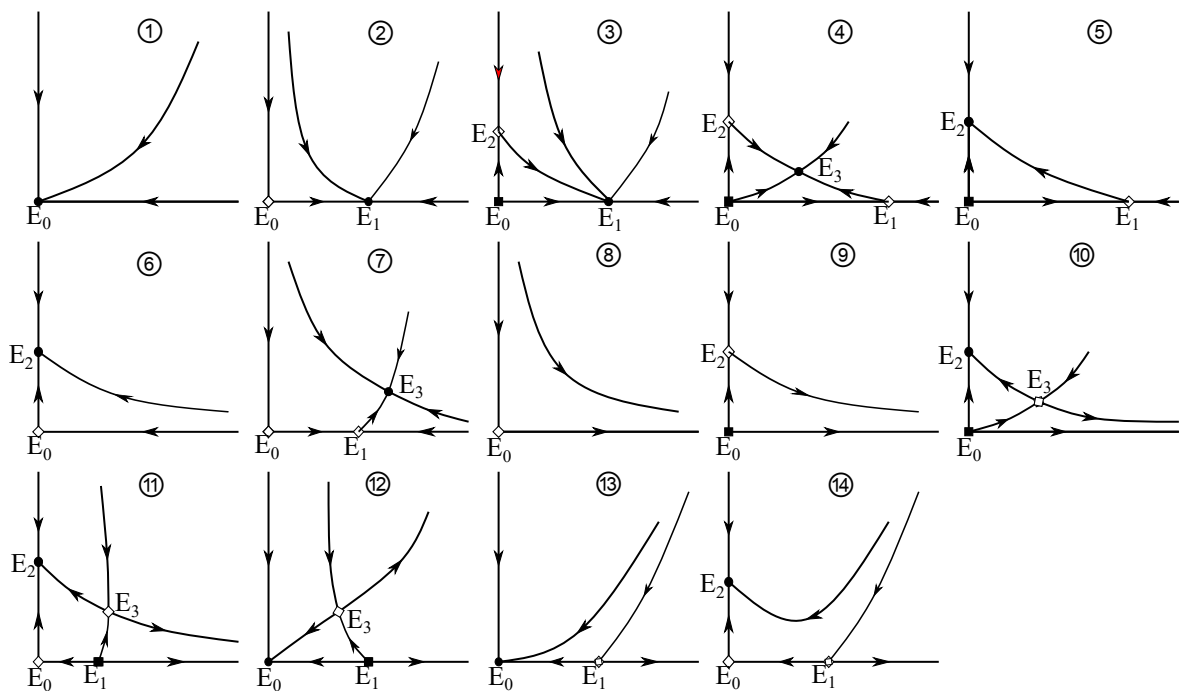 ① ② ③ ④ ⑤
E₂ E₂ E₃ E₂
E₀ E₀ E₁ E₀ E₁ E₀ E₁ E₀ E₁
⑥ ⑦ ⑧ ⑨ ⑩
E₂ E₃ E₂ E₂ E₃
E₀ E₀ E₁ E₀ E₀ E₀
⑪ ⑫ ⑬ ⑭
E₂ E₃ E₃ E₂
E₀ E₁ E₀ E₁ E₀ E₁ E₀ E₁